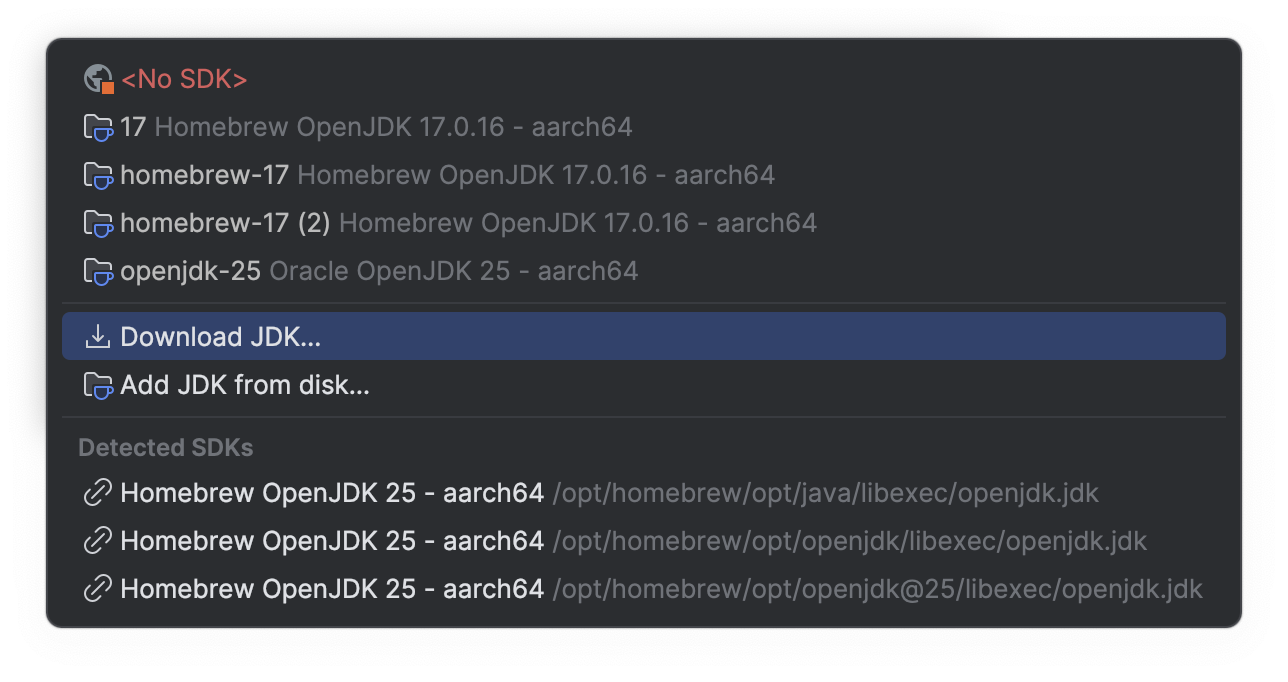 <No SDK>
17 Homebrew OpenJDK 17.0.16 - aarch64
homebrew-17 Homebrew OpenJDK 17.0.16 - aarch64
homebrew-17 (2) Homebrew OpenJDK 17.0.16 - aarch64
openjdk-25 Oracle OpenJDK 25 - aarch64
Download JDK...
Add JDK from disk...
Detected SDKs
Homebrew OpenJDK 25 - aarch64 /opt/homebrew/opt/java/libexec/openjdk.jdk
Homebrew OpenJDK 25 - aarch64 /opt/homebrew/opt/openjdk/libexec/openjdk.jdk
Homebrew OpenJDK 25 - aarch64 /opt/homebrew/opt/openjdk@25/libexec/openjdk.jdk